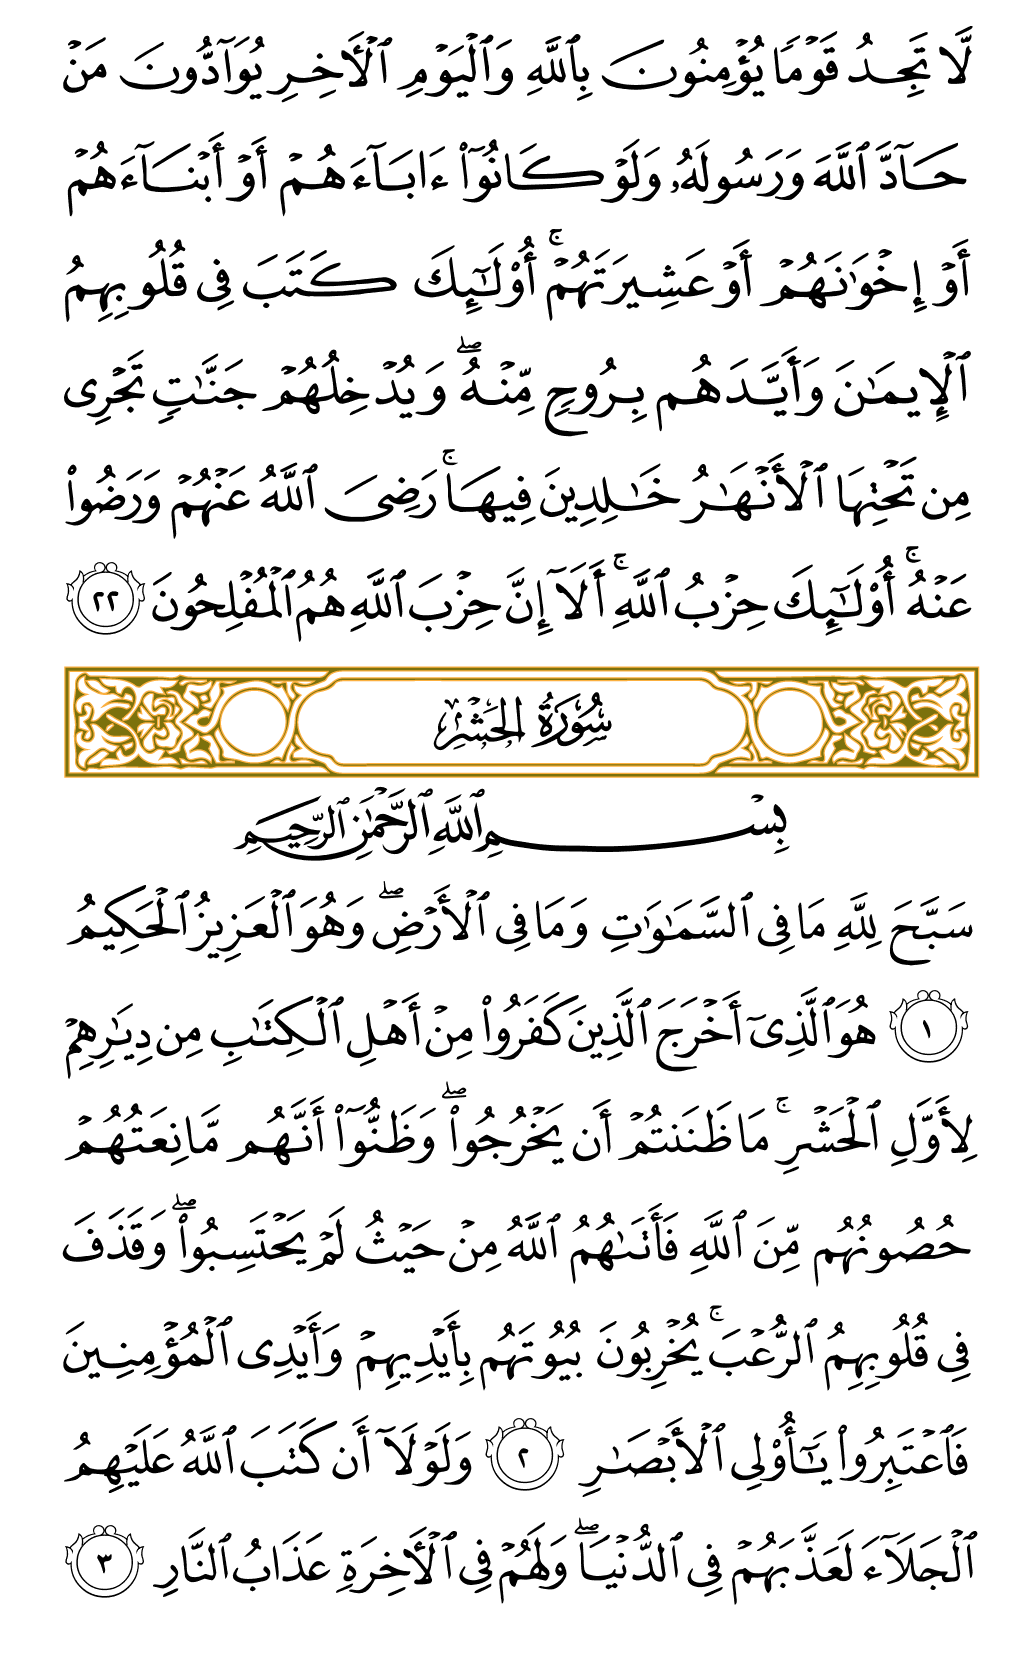 لَّا تَجِدُ قَوْمًا يُؤْمِنُونَ بِٱللَّهِ وَٱلْيَوْمِ ٱلْأَخِرِ يُوَآدُّونَ مَنْ
حَآدَّ ٱللَّهَ وَرَسُولَهُۥ وَلَوْ كَانُوٓا۟ ءَابَآءَهُمْ أَوْ أَبْنَآءَهُمْ
أَوْ إِخْوَٰنَهُمْ أَوْ عَشِيرَتَهُمْ ۚ أُو۟لَـٰٓئِكَ كَتَبَ فِى قُلُوبِهِمُ
ٱلْإِيمَـٰنَ وَأَيَّدَهُم بِرُوحٍ مِّنْهُ ۖ وَيُدْخِلُهُمْ جَنَّـٰتٍ تَجْرِى
مِن تَحْتِهَا ٱلْأَنْهَـٰرُ خَـٰلِدِينَ فِيهَا ۚ رَضِىَ ٱللَّهُ عَنْهُمْ وَرَضُوا۟
عَنْهُ ۚ أُو۟لَـٰٓئِكَ حِزْبُ ٱللَّهِ ۚ أَلَآ إِنَّ حِزْبَ ٱللَّهِ هُمُ ٱلْمُفْلِحُونَ ٢٢
سُورَةُ الحَشْرِ
بِسْمِ ٱللَّهِ ٱلرَّحْمَـٰنِ ٱلرَّحِيمِ
سَبَّحَ لِلَّهِ مَا فِى ٱلسَّمَـٰوَٰتِ وَمَا فِى ٱلْأَرْضِ ۖ وَهُوَ ٱلْعَزِيزُ ٱلْحَكِيمُ
١ هُوَ ٱلَّذِىٓ أَخْرَجَ ٱلَّذِينَ كَفَرُوا۟ مِنْ أَهْلِ ٱلْكِتَـٰبِ مِن دِيَـٰرِهِمْ
لِأَوَّلِ ٱلْحَشْرِ ۚ مَا ظَنَنتُمْ أَن يَخْرُجُوا۟ ۖ وَظَنُّوٓا۟ أَنَّهُم مَّانِعَتُهُمْ
حُصُونُهُم مِّنَ ٱللَّهِ فَأَتَىٰهُمُ ٱللَّهُ مِنْ حَيْثُ لَمْ يَحْتَسِبُوا۟ ۖ وَقَذَفَ
فِى قُلُوبِهِمُ ٱلرُّعْبَ ۚ يُخْرِبُونَ بُيُوتَهُم بِأَيْدِيهِمْ وَأَيْدِى ٱلْمُؤْمِنِينَ
فَٱعْتَبِرُوا۟ يَـٰٓأُو۟لِى ٱلْأَبْصَـٰرِ ٢ وَلَوْلَآ أَن كَتَبَ ٱللَّهُ عَلَيْهِمُ
ٱلْجَلَآءَ لَعَذَّبَهُمْ فِى ٱلدُّنْيَا ۖ وَلَهُمْ فِى ٱلْأَخِرَةِ عَذَابُ ٱلنَّارِ ٣